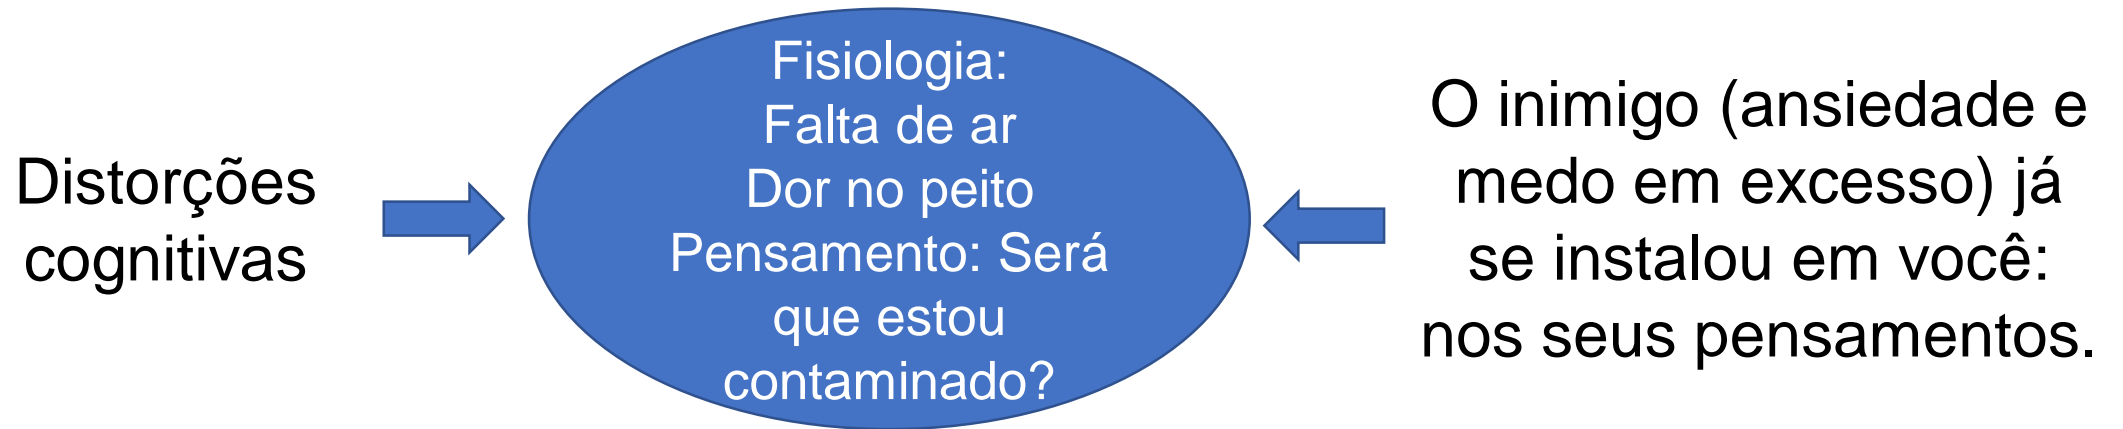 Distorções
cognitivas
Fisiologia:
Falta de ar
Dor no peito
Pensamento: Será
que estou
contaminado?
O inimigo (ansiedade e
medo em excesso) já
se instalou em você:
nos seus pensamentos.